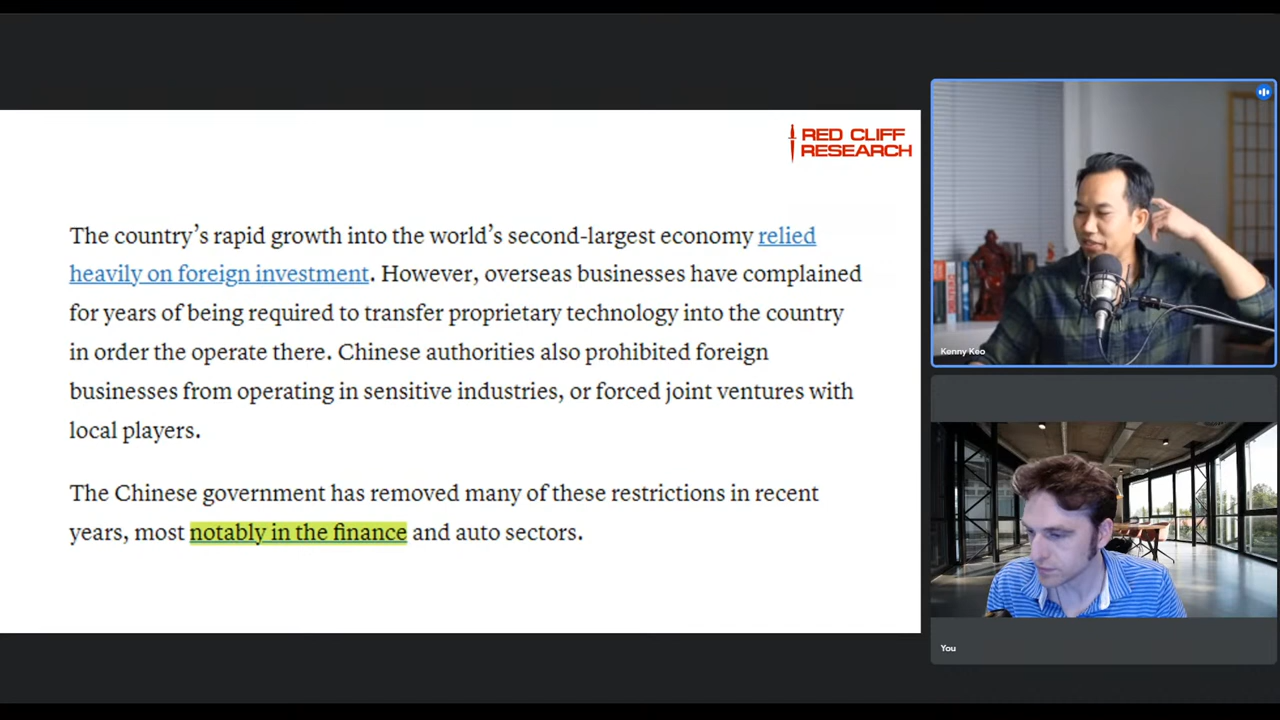 RED CLIFF
RESEARCH
The country’s rapid growth into the world’s second-largest economy relied
heavily on foreign investment. However, overseas businesses have complained
for years of being required to transfer proprietary technology into the country
in order the operate there. Chinese authorities also prohibited foreign
businesses from operating in sensitive industries, or forced joint ventures with
local players.
The Chinese government has removed many of these restrictions in recent
years, most notably in the finance and auto sectors.
Kenny Keo
You